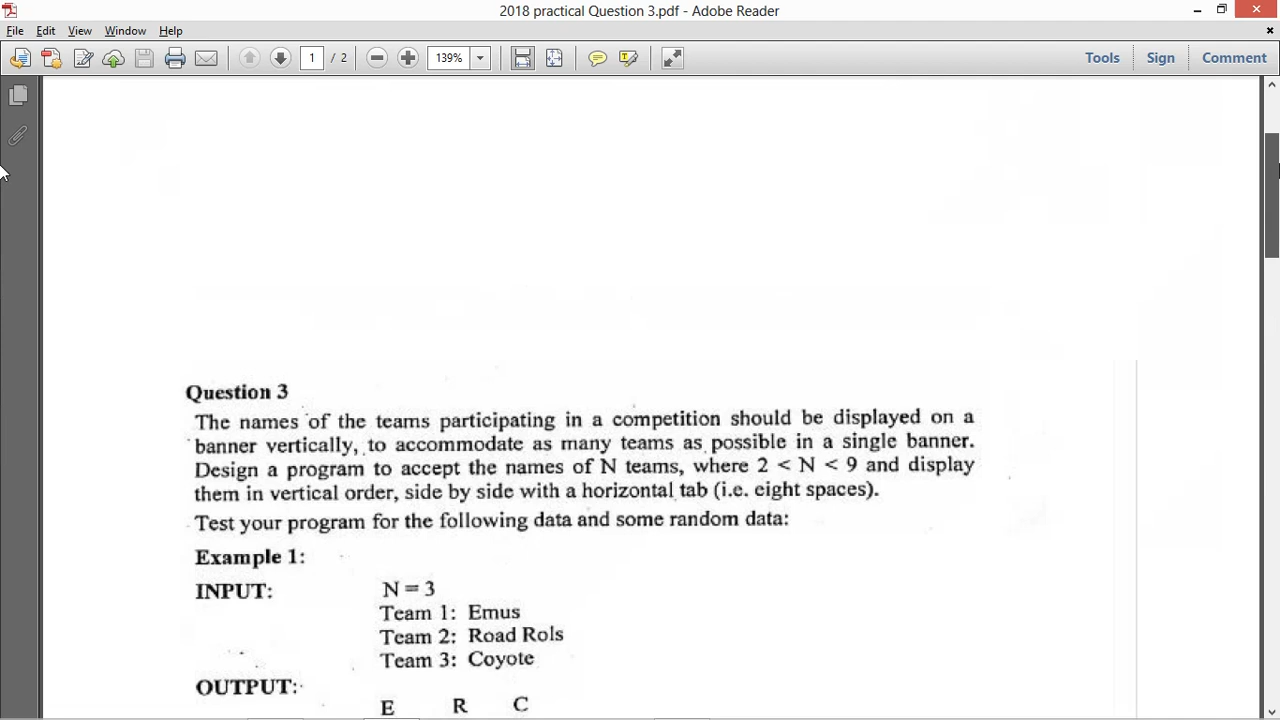 2018 practical Question 3.pdf - Adobe Reader
File Edit View Window Help
1 / 2 139% Tools Sign Comment
Question 3
The names of the teams participating in a competition should be displayed on a
banner vertically, to accommodate as many teams as possible in a single banner.
Design a program to accept the names of N teams, where 2 < N < 9 and display
them in vertical order, side by side with a horizontal tab (i.e. eight spaces).
Test your program for the following data and some random data:
Example 1:
INPUT: N = 3
Team 1: Emus
Team 2: Road Rols
Team 3: Coyote
OUTPUT:
E R C